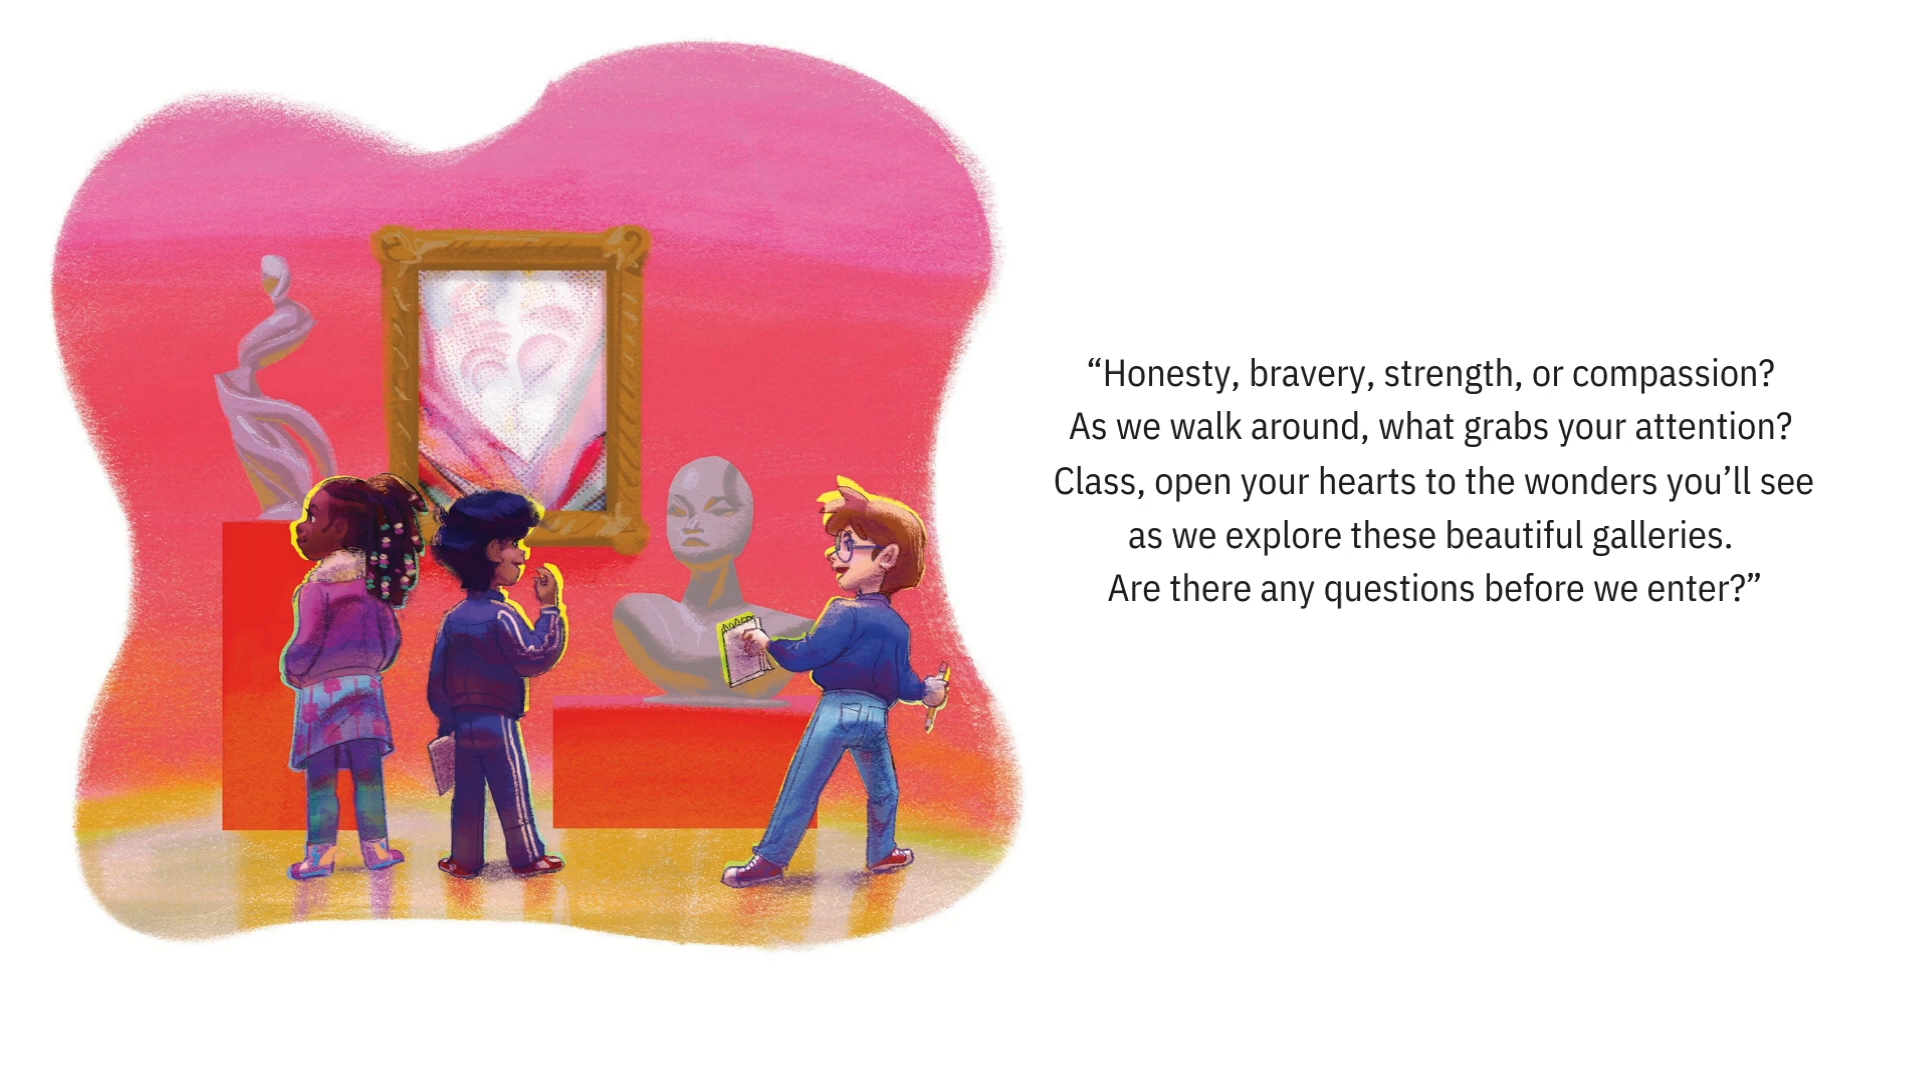 “Honesty, bravery, strength, or compassion?
As we walk around, what grabs your attention?
Class, open your hearts to the wonders you’ll see
as we explore these beautiful galleries.
Are there any questions before we enter?”